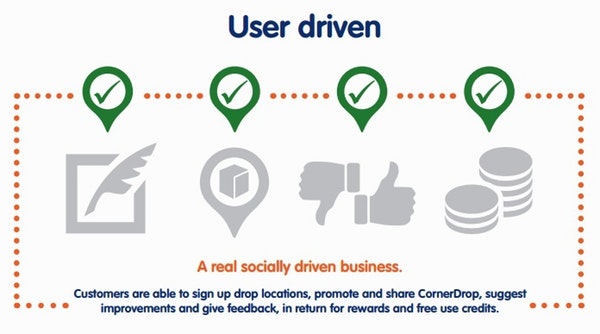 User driven
A real socially driven business.
Customers are able to sign up drop locations, promote and share CornerDrop, suggest
improvements and give feedback, in return for rewards and free use credits.